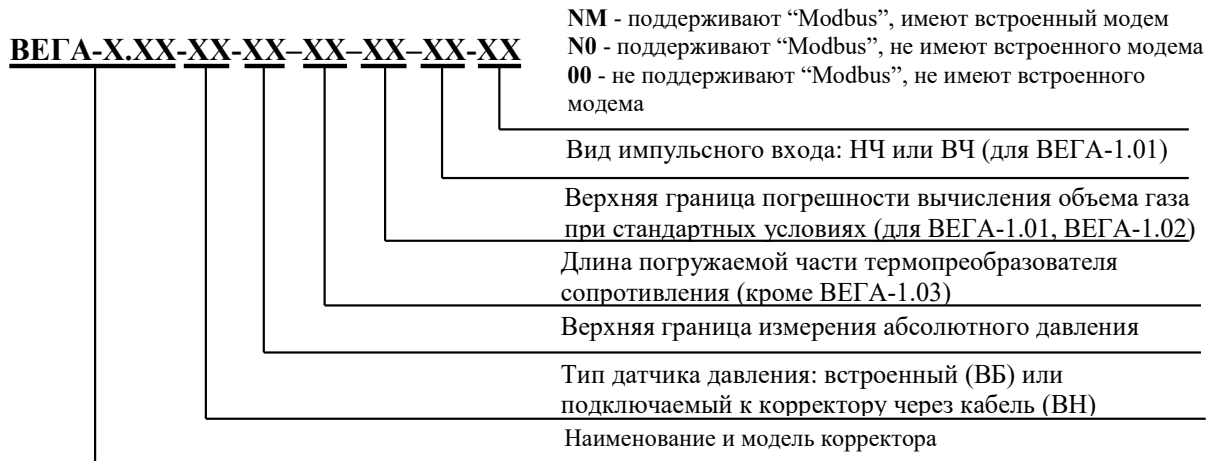 NM - поддерживают “Modbus”, имеют встроенный модем
N0 - поддерживают “Modbus”, не имеют встроенного модема
00 - не поддерживают “Modbus”, не имеют встроенного
модема
ВЕГА-Х.ХХ-ХХ-ХХ–ХХ–ХХ–ХХ-ХХ
Вид импульсного входа: НЧ или ВЧ (для ВЕГА-1.01)
Верхняя граница погрешности вычисления объема газа
при стандартных условиях (для ВЕГА-1.01, ВЕГА-1.02)
Длина погружаемой части термопреобразователя
сопротивления (кроме ВЕГА-1.03)
Верхняя граница измерения абсолютного давления
Тип датчика давления: встроенный (ВБ) или
подключаемый к корректору через кабель (ВН)
Наименование и модель корректора